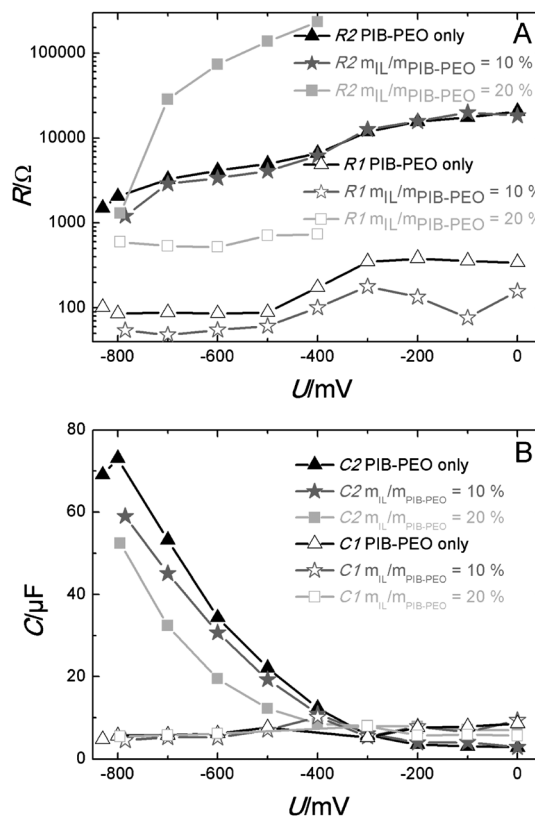 A
100000
10000
1000
100
R/Ω
R2 PIB-PEO only
R2 mIL/mPIB-PEO = 10 %
R2 mIL/mPIB-PEO = 20 %
R1 PIB-PEO only
R1 mIL/mPIB-PEO = 10 %
R1 mIL/mPIB-PEO = 20 %
-800 -600 -400 -200 0
U/mV
B
80
60
40
20
0
C/µF
C2 PIB-PEO only
C2 mIL/mPIB-PEO = 10 %
C2 mIL/mPIB-PEO = 20 %
C1 PIB-PEO only
C1 mIL/mPIB-PEO = 10 %
C1 mIL/mPIB-PEO = 20 %
-800 -600 -400 -200 0
U/mV